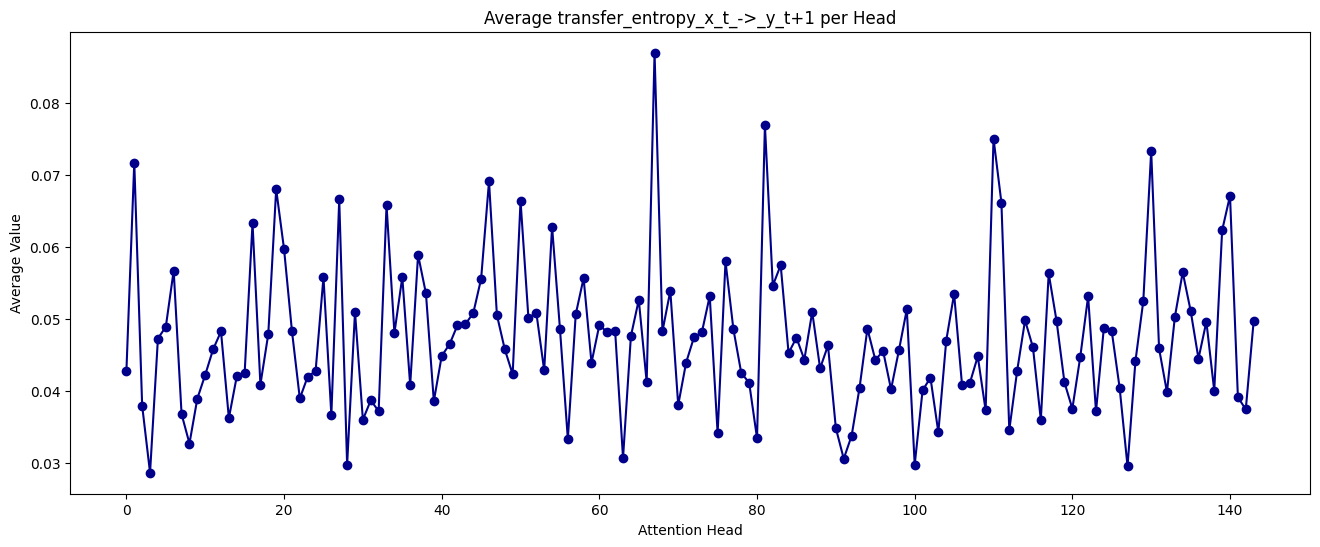 Average transfer_entropy_x_t_->_y_t+1 per Head
Average Value
0.08
0.07
0.06
0.05
0.04
0.03
0 20 40 60 80 100 120 140
Attention Head